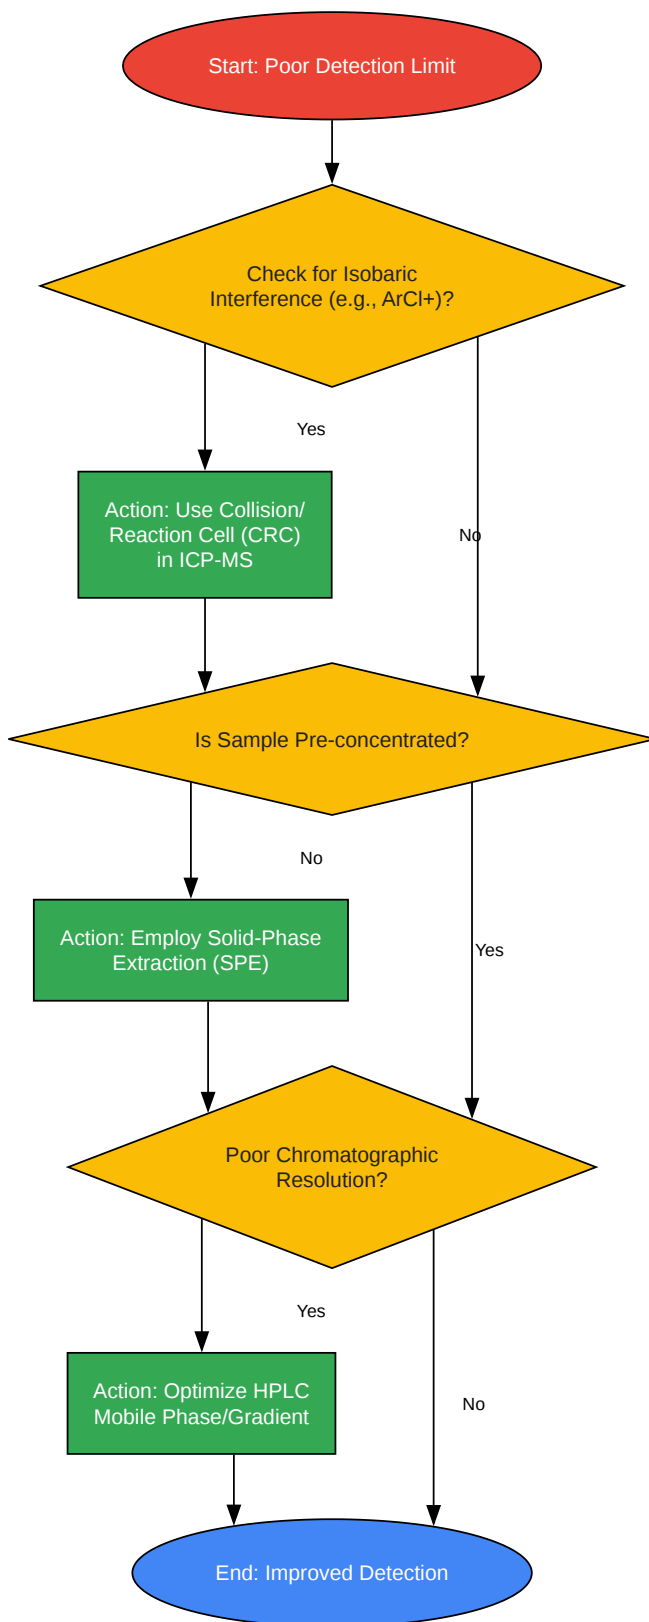 Start: Poor Detection Limit
Check for Isobaric
Interference (e.g., ArCl+)?
Yes
Action: Use Collision/
Reaction Cell (CRC)
in ICP-MS
No
Is Sample Pre-concentrated?
No
Action: Employ Solid-Phase
Extraction (SPE)
Yes
Poor Chromatographic
Resolution?
Yes
Action: Optimize HPLC
Mobile Phase/Gradient
No
End: Improved Detection